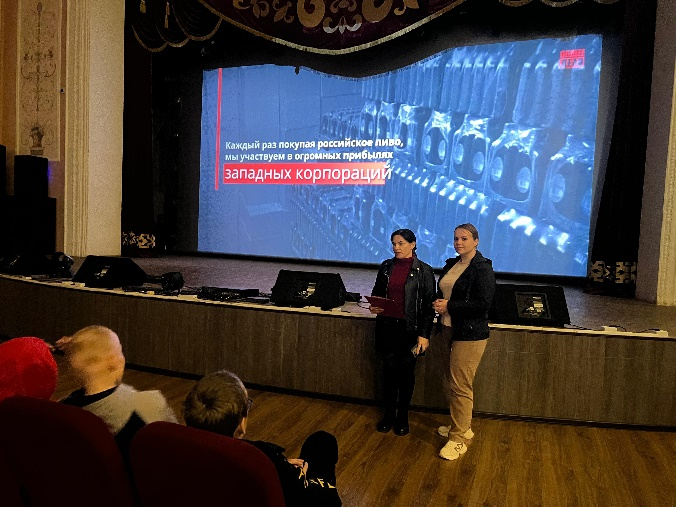 Каждый раз покупая российское пиво,
мы участвуем в огромных прибылях
западных корпораций